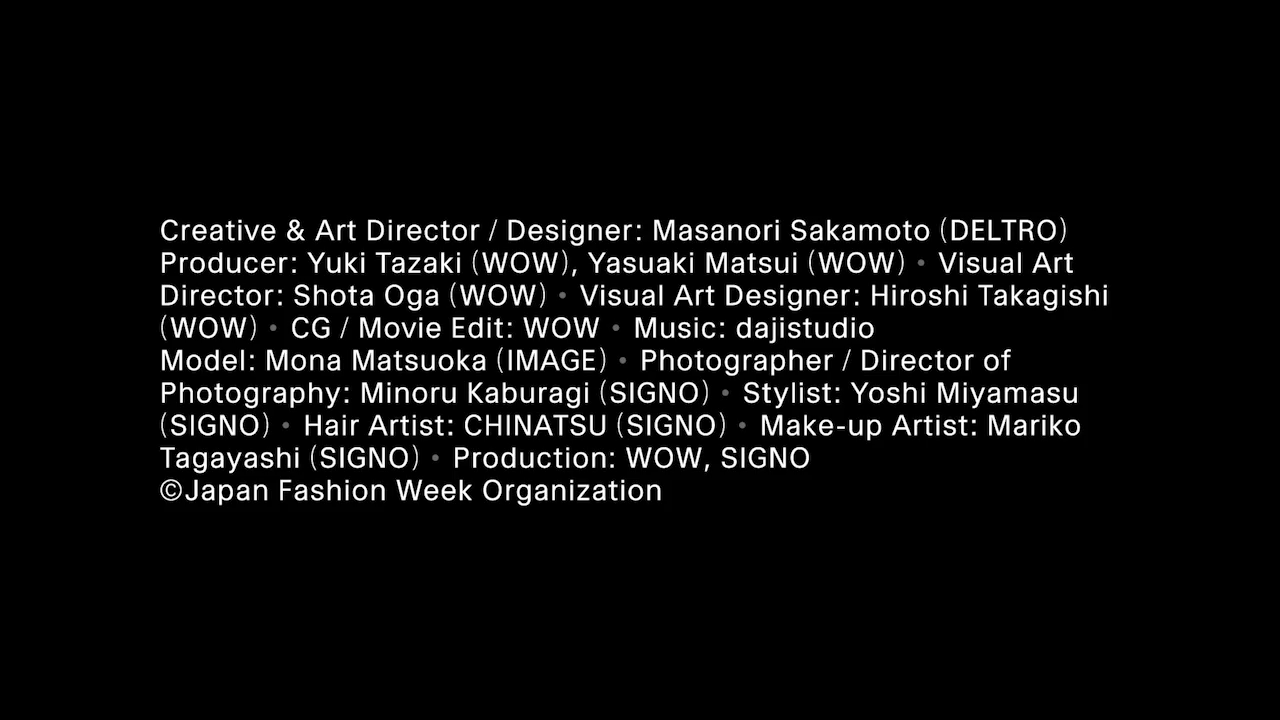 Creative & Art Director / Designer: Masanori Sakamoto (DELTRO)
Producer: Yuki Tazaki (WOW), Yasuaki Matsui (WOW) • Visual Art
Director: Shota Oga (WOW) • Visual Art Designer: Hiroshi Takagishi
(WOW) • CG / Movie Edit: WOW • Music: dajistudio
Model: Mona Matsuoka (IMAGE) • Photographer / Director of
Photography: Minoru Kaburagi (SIGNO) • Stylist: Yoshi Miyamasu
(SIGNO) • Hair Artist: CHINATSU (SIGNO) • Make-up Artist: Mariko
Tagayashi (SIGNO) • Production: WOW, SIGNO
©Japan Fashion Week Organization